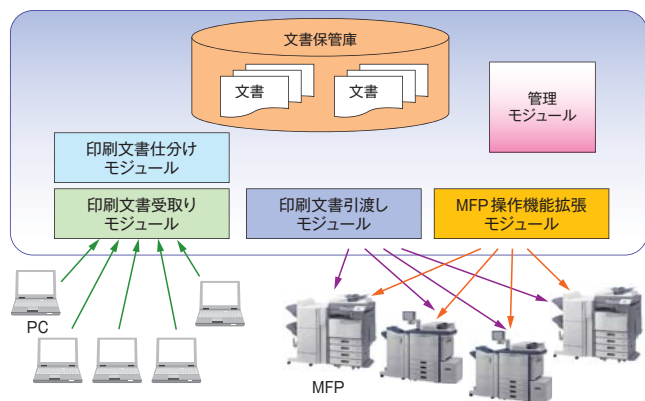 文書保管庫
文書
文書
管理
モジュール
印刷文書仕分け
モジュール
印刷文書受取り
モジュール
印刷文書引渡し
モジュール
MFP操作機能拡張
モジュール
PC
MFP